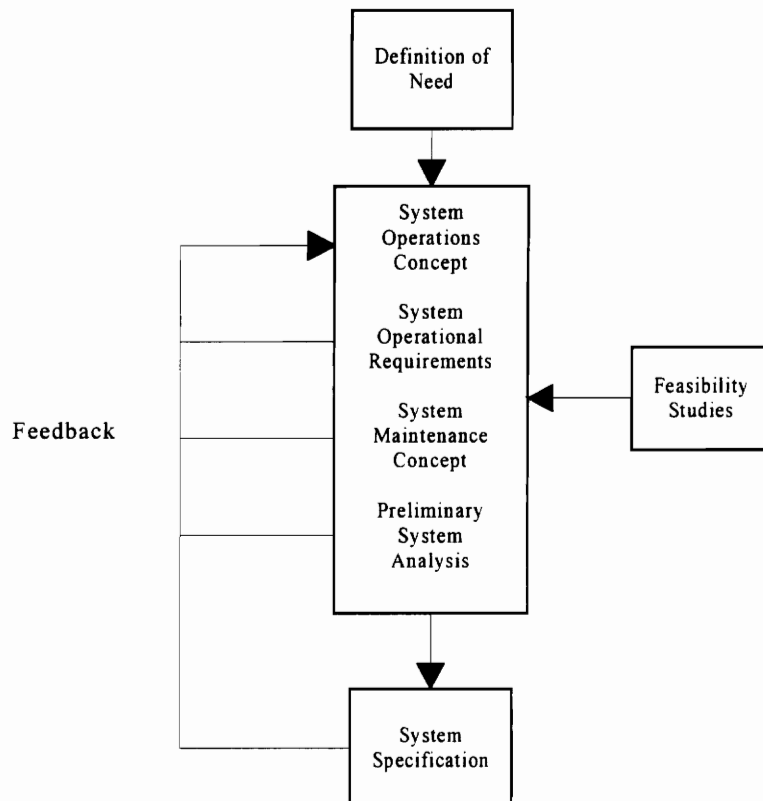 Definition of
Need
System
Operations
Concept
System
Operational
Requirements
Feasibility
Studies
System
Maintenance
Concept
Feedback
Preliminary
System
Analysis
System
Specification